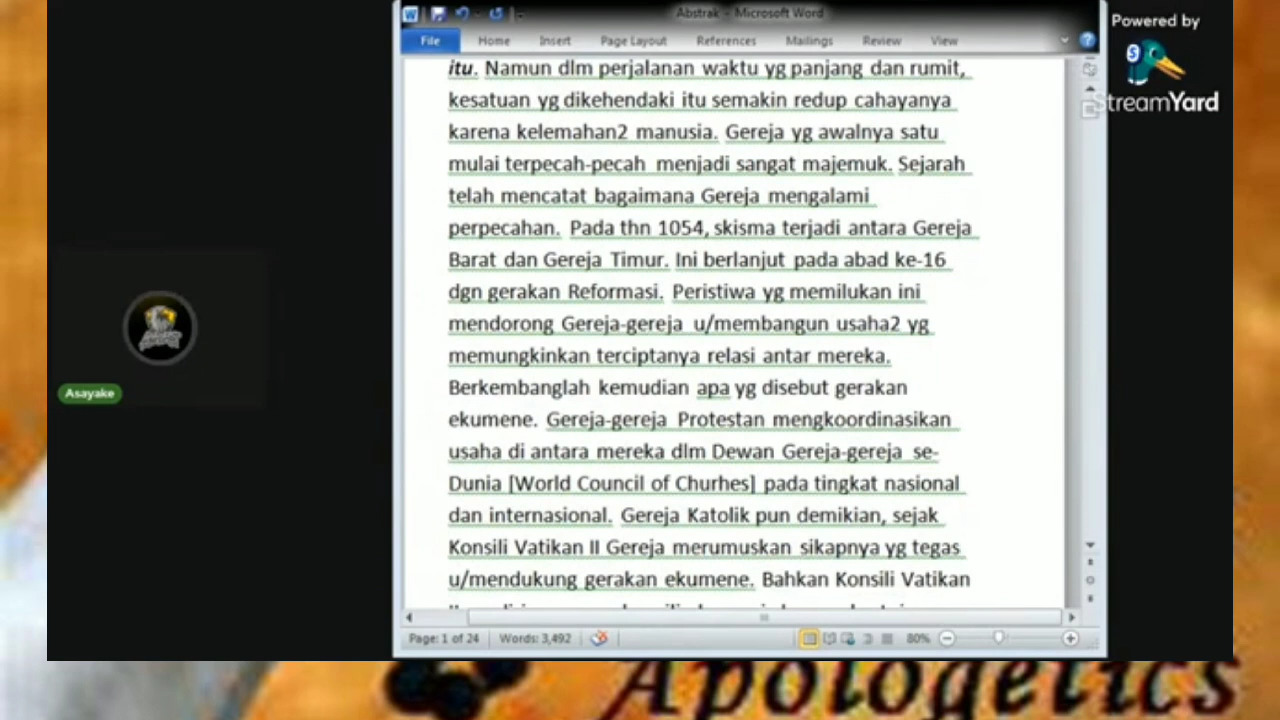 Abstrak - Microsoft Word
Powered by
StreamYard
File Home Insert Page Layout References Mailings Review View
itu. Namun dlm perjalanan waktu yg panjang dan rumit,
kesatuan yg dikehendaki itu semakin redup cahayanya
karena kelemahan2 manusia. Gereja yg awalnya satu
mulai terpecah-pecah menjadi sangat majemuk. Sejarah
telah mencatat bagaimana Gereja mengalami
perpecahan. Pada thn 1054, skisma terjadi antara Gereja
Barat dan Gereja Timur. Ini berlanjut pada abad ke-16
dgn gerakan Reformasi. Peristiwa yg memilukan ini
mendorong Gereja-gereja u/membangun usaha2 yg
memungkinkan terciptanya relasi antar mereka.
Berkembanglah kemudian apa yg disebut gerakan
ekumene. Gereja-gereja Protestan mengkoordinasikan
usaha di antara mereka dlm Dewan Gereja-gereja se-
Dunia [World Council of Churhes] pada tingkat nasional
dan internasional. Gereja Katolik pun demikian, sejak
Konsili Vatikan II Gereja merumuskan sikapnya yg tegas
u/mendukung gerakan ekumene. Bahkan Konsili Vatikan
Asayake
Page: 1 of 24 Words: 3,492 80%
Apologetics